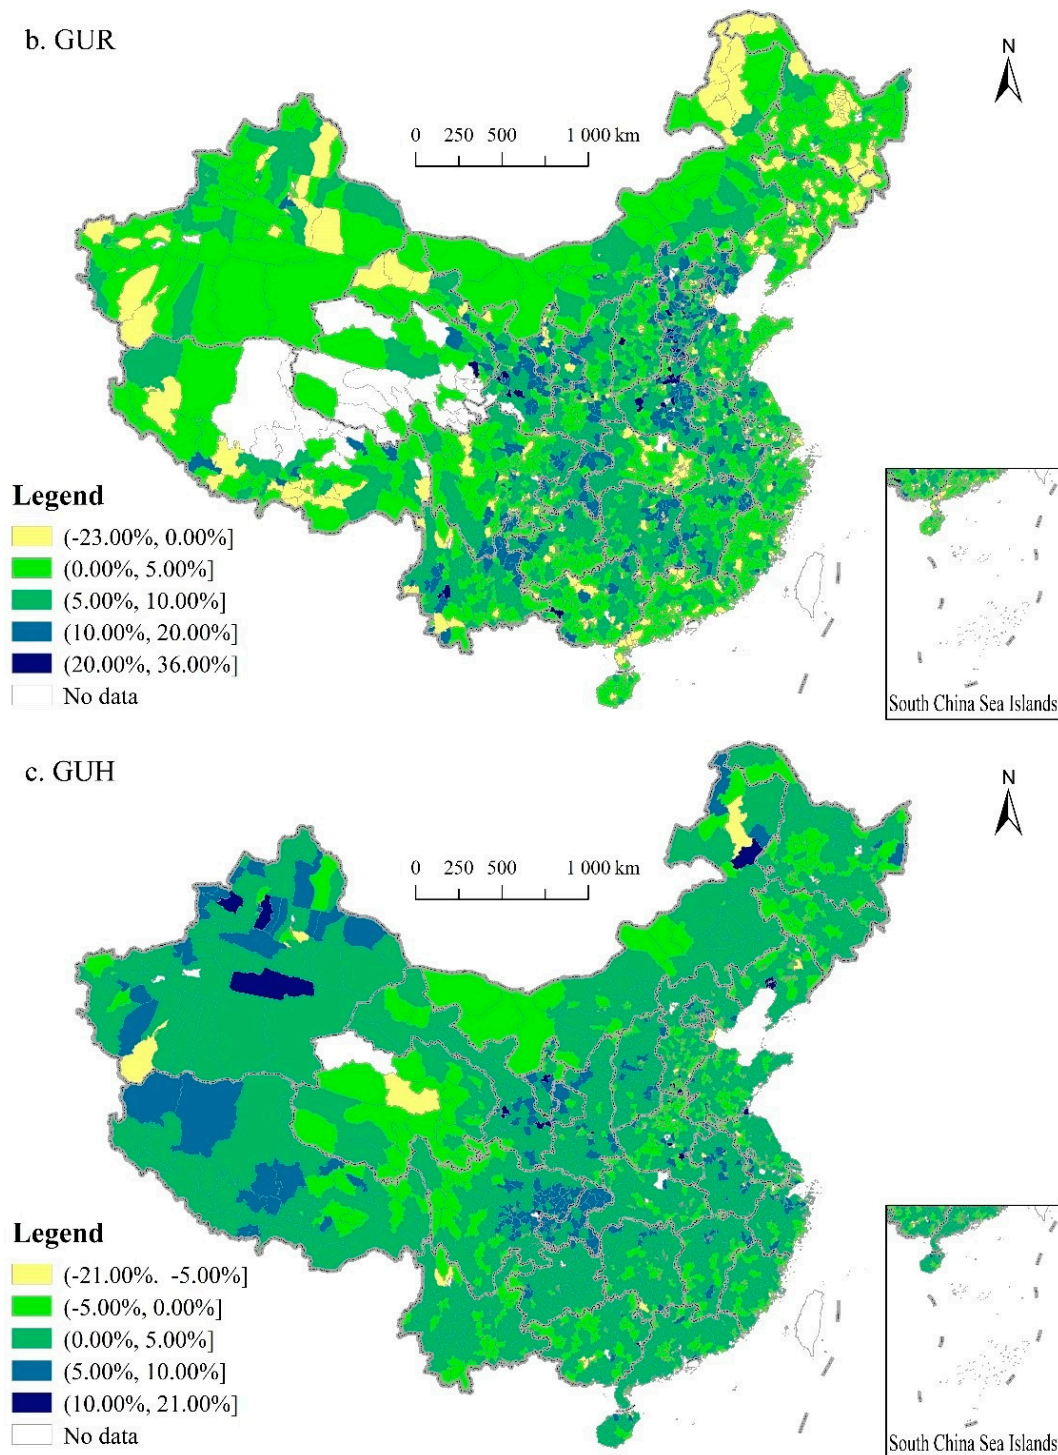 b. GUR
N
0 250 500 1 000 km
Legend
(-23.00%, 0.00%]
(0.00%, 5.00%]
(5.00%, 10.00%]
(10.00%, 20.00%]
(20.00%, 36.00%]
No data
South China Sea Islands
c. GUH
N
0 250 500 1 000 km
Legend
(-21.00%. -5.00%]
(-5.00%, 0.00%]
(0.00%, 5.00%]
(5.00%, 10.00%]
(10.00%, 21.00%]
No data
South China Sea Islands